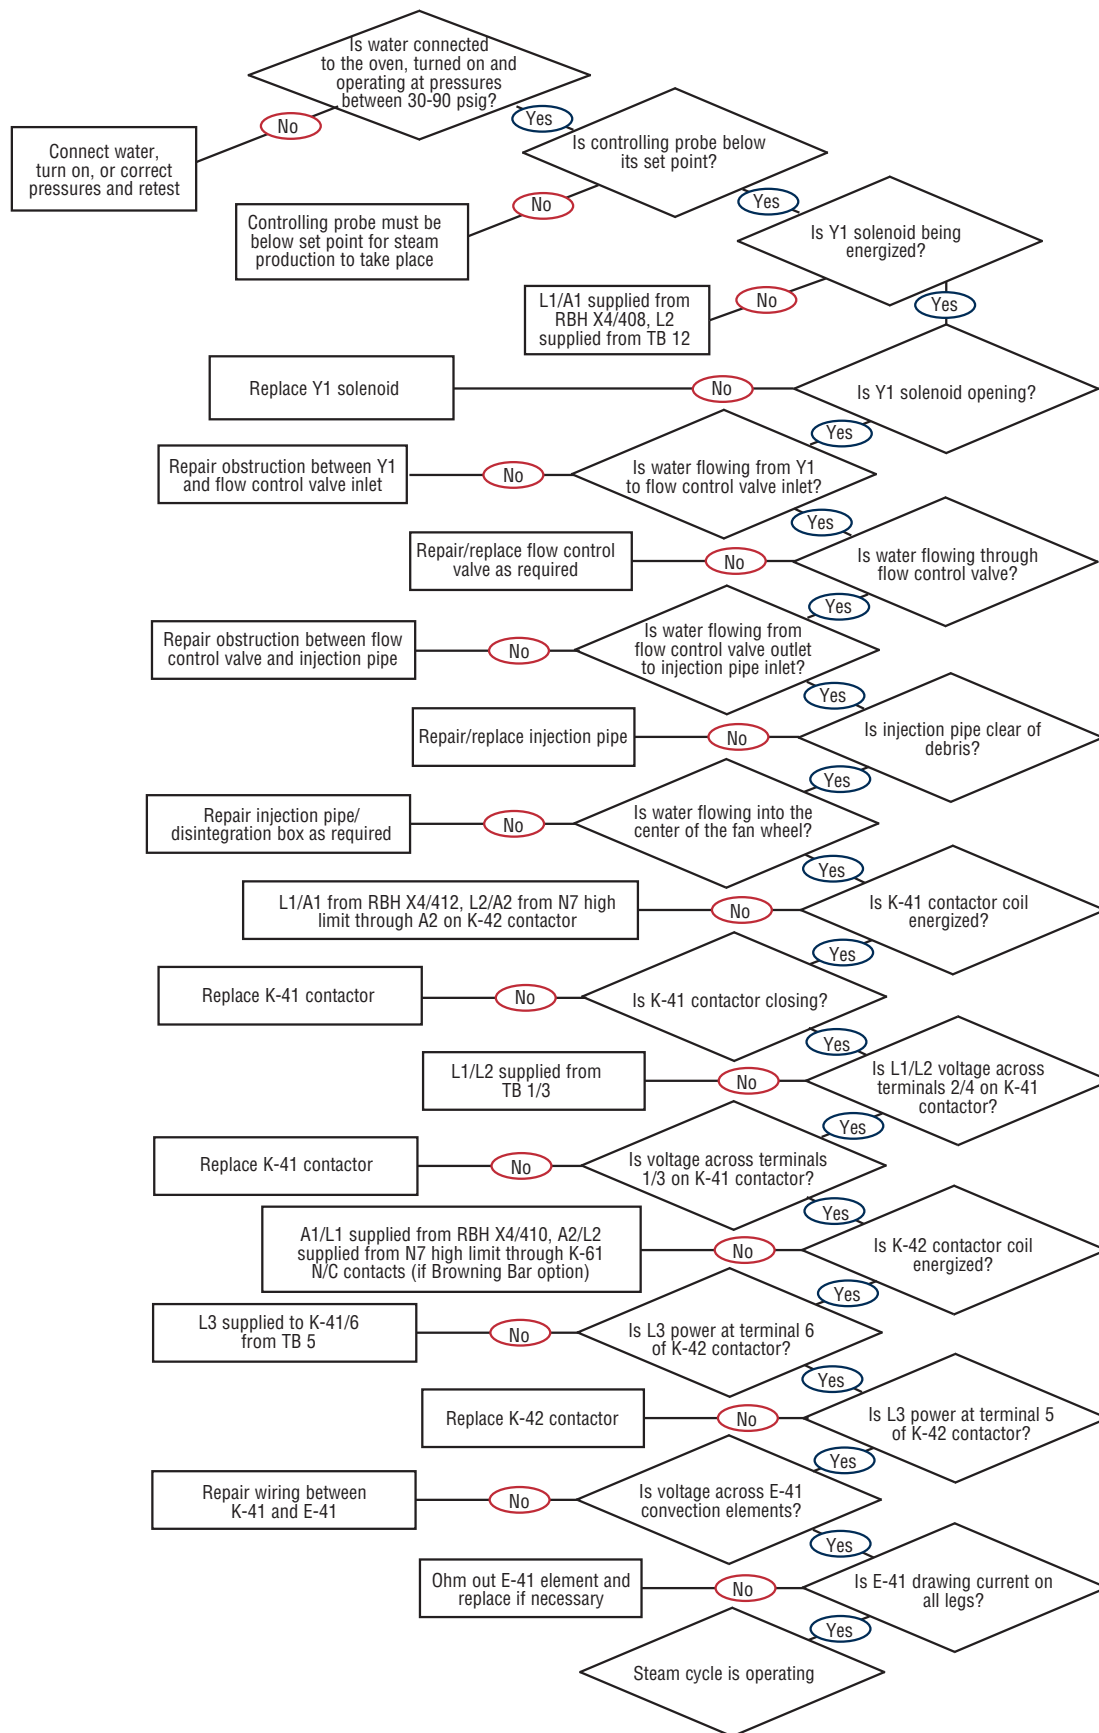 Is water connected
to the oven, turned on and
operating at pressures
between 30-90 psig?
No
Yes
Connect water,
turn on, or correct
pressures and retest
Is controlling probe below
its set point?
No
Yes
Controlling probe must be
below set point for steam
production to take place
Is Y1 solenoid being
energized?
No
Yes
L1/A1 supplied from
RBH X4/408, L2
supplied from TB 12
Is Y1 solenoid opening?
No
Replace Y1 solenoid
Yes
Is water flowing from Y1
to flow control valve inlet?
No
Repair obstruction between Y1
and flow control valve inlet
Yes
Is water flowing through
flow control valve?
No
Repair/replace flow control
valve as required
Yes
Is water flowing from
flow control valve outlet
to injection pipe inlet?
No
Repair obstruction between flow
control valve and injection pipe
Yes
Is injection pipe clear of
debris?
No
Repair/replace injection pipe
Yes
Is water flowing into the
center of the fan wheel?
No
Repair injection pipe/
disintegration box as required
Yes
Is K-41 contactor coil
energized?
No
L1/A1 from RBH X4/412, L2/A2 from N7 high
limit through A2 on K-42 contactor
Yes
Is K-41 contactor closing?
No
Replace K-41 contactor
Yes
Is L1/L2 voltage across
terminals 2/4 on K-41
contactor?
No
L1/L2 supplied from
TB 1/3
Yes
Is voltage across terminals
1/3 on K-41 contactor?
No
Replace K-41 contactor
Yes
Is K-42 contactor coil
energized?
No
A1/L1 supplied from RBH X4/410, A2/L2
supplied from N7 high limit through K-61
N/C contacts (if Browning Bar option)
Yes
Is L3 power at terminal 6
of K-42 contactor?
No
L3 supplied to K-41/6
from TB 5
Yes
Is L3 power at terminal 5
of K-42 contactor?
No
Replace K-42 contactor
Yes
Is voltage across E-41
convection elements?
No
Repair wiring between
K-41 and E-41
Yes
Is E-41 drawing current on
all legs?
No
Ohm out E-41 element and
replace if necessary
Yes
Steam cycle is operating